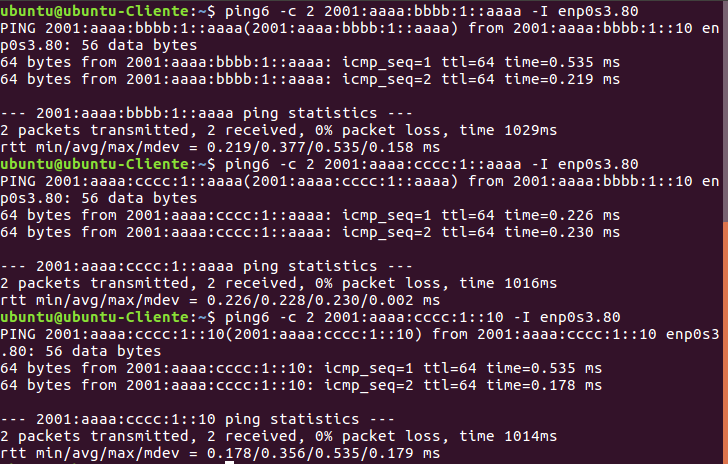 ubuntu@ubuntu-Cliente:~$ ping6 -c 2 2001:aaaa:bbbb:1::aaaa -I enp0s3.80
PING 2001:aaaa:bbbb:1::aaaa(2001:aaaa:bbbb:1::aaaa) from 2001:aaaa:bbbb:1::10 en
p0s3.80: 56 data bytes
64 bytes from 2001:aaaa:bbbb:1::aaaa: icmp_seq=1 ttl=64 time=0.535 ms
64 bytes from 2001:aaaa:bbbb:1::aaaa: icmp_seq=2 ttl=64 time=0.219 ms

--- 2001:aaaa:bbbb:1::aaaa ping statistics ---
2 packets transmitted, 2 received, 0% packet loss, time 1029ms
rtt min/avg/max/mdev = 0.219/0.377/0.535/0.158 ms
ubuntu@ubuntu-Cliente:~$ ping6 -c 2 2001:aaaa:cccc:1::aaaa -I enp0s3.80
PING 2001:aaaa:cccc:1::aaaa(2001:aaaa:cccc:1::aaaa) from 2001:aaaa:bbbb:1::10 en
p0s3.80: 56 data bytes
64 bytes from 2001:aaaa:cccc:1::aaaa: icmp_seq=1 ttl=64 time=0.226 ms
64 bytes from 2001:aaaa:cccc:1::aaaa: icmp_seq=2 ttl=64 time=0.230 ms

--- 2001:aaaa:cccc:1::aaaa ping statistics ---
2 packets transmitted, 2 received, 0% packet loss, time 1016ms
rtt min/avg/max/mdev = 0.226/0.228/0.230/0.002 ms
ubuntu@ubuntu-Cliente:~$ ping6 -c 2 2001:aaaa:cccc:1::10 -I enp0s3.80
PING 2001:aaaa:cccc:1::10(2001:aaaa:cccc:1::10) from 2001:aaaa:cccc:1::10 enp0s3
.80: 56 data bytes
64 bytes from 2001:aaaa:cccc:1::10: icmp_seq=1 ttl=64 time=0.535 ms
64 bytes from 2001:aaaa:cccc:1::10: icmp_seq=2 ttl=64 time=0.178 ms

--- 2001:aaaa:cccc:1::10 ping statistics ---
2 packets transmitted, 2 received, 0% packet loss, time 1014ms
rtt min/avg/max/mdev = 0.178/0.356/0.535/0.179 ms